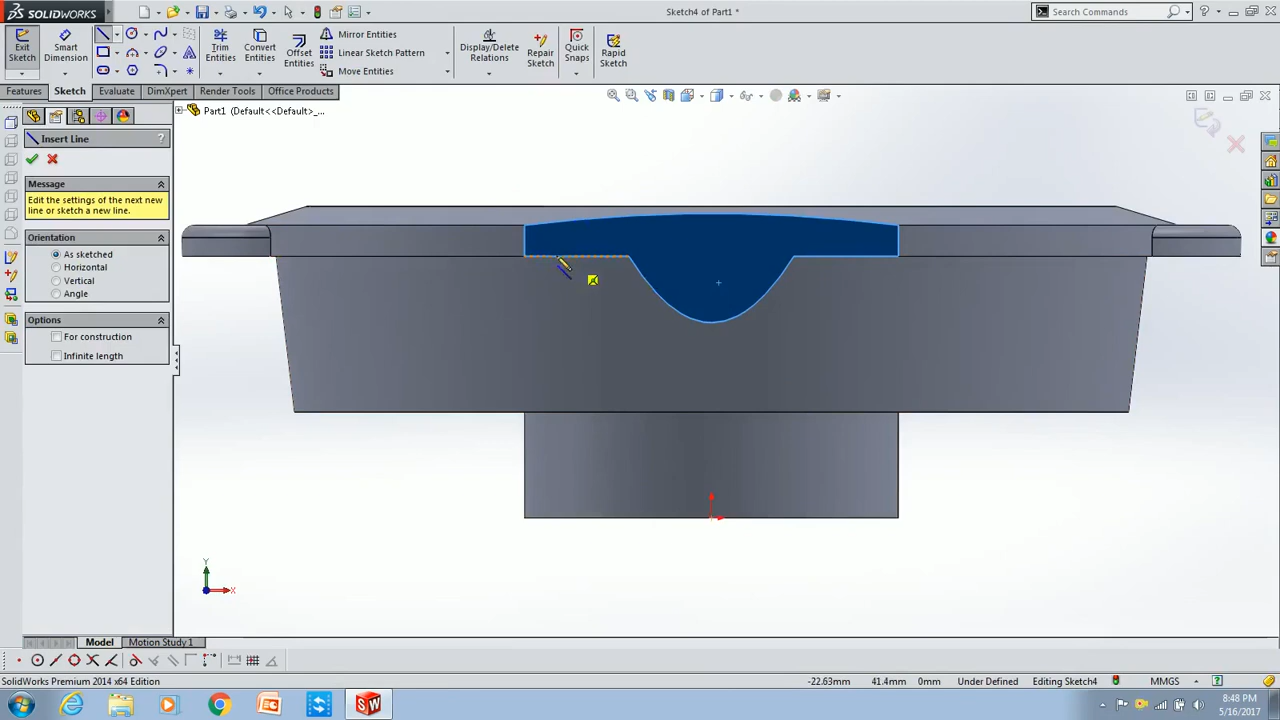 SOLIDWORKS
Sketch4 of Part1 *
Search Commands
Exit Sketch
Smart Dimension
Trim Entities
Convert Entities
Offset Entities
Mirror Entities
Linear Sketch Pattern
Move Entities
Display/Delete Relations
Repair Sketch
Quick Snaps
Rapid Sketch
Features
Sketch
Evaluate
DimXpert
Render Tools
Office Products
Part1 (Default<<Default>_...
Insert Line
?
Message
Edit the settings of the next new
line or sketch a new line.
Orientation
As sketched
Horizontal
Vertical
Angle
Options
For construction
Infinite length
Y
X
Model
Motion Study 1
SolidWorks Premium 2014 x64 Edition
-22.63mm
41.4mm
0mm
Under Defined
Editing Sketch4
MMGS
?
SW
8:48 PM
5/16/2017